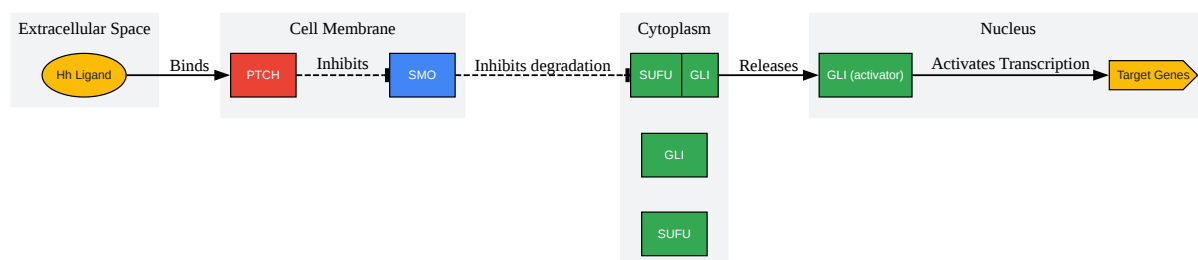 Extracellular Space
Hh Ligand
Binds
Cell Membrane
PTCH
Inhibits
SMO
Inhibits degradation
Cytoplasm
SUFU
GLI
Releases
GLI
SUFU
Nucleus
GLI (activator)
Activates Transcription
Target Genes